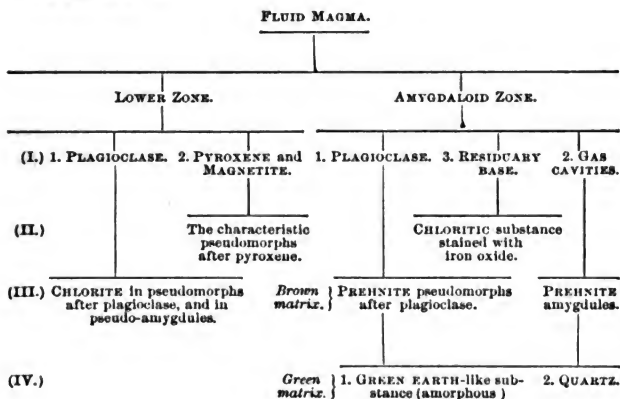 FLUID MAGMA.
LOWER ZONE. AMYGDALOID ZONE.
(I.) 1. PLAGIOCLASE. 2. PYROXENE and MAGNETITE. 1. PLAGIOCLASE. 3. RESIDUARY BASE. 2. GAS CAVITIES.
(II.) The characteristic pseudomorphs after pyroxene. CHLORITIC substance stained with iron oxide.
(III.) CHLORITE in pseudomorphs after plagioclase, and in pseudo-amygdules. Brown matrix. } PREHNITE pseudomorphs after plagioclase. PREHNITE amygdules.
(IV.) Green matrix. } 1. GREEN EARTH-like substance (amorphous) 2. QUARTZ.